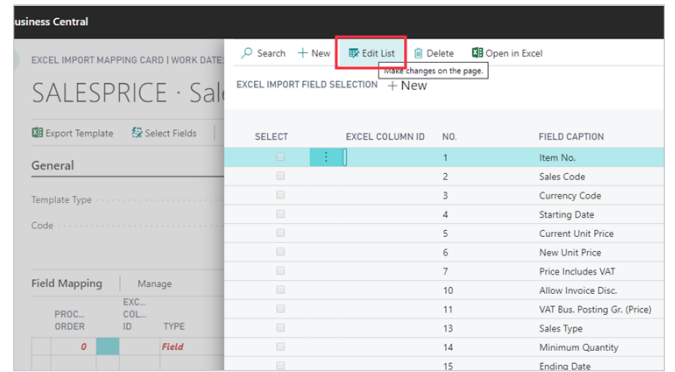 usiness Central
EXCEL IMPORT MAPPING CARD | WORK DATE:
SALESPRICE · Sal
Export Template Select Fields
General
Template Type
Code
Field Mapping Manage
PROC... ORDER EXC... COL... ID TYPE
0 Field
Search + New Edit List Delete Open in Excel
Make changes on the page.
EXCEL IMPORT FIELD SELECTION + New
SELECT EXCEL COLUMN ID NO. FIELD CAPTION
1 Item No.
2 Sales Code
3 Currency Code
4 Starting Date
5 Current Unit Price
6 New Unit Price
7 Price Includes VAT
10 Allow Invoice Disc.
11 VAT Bus. Posting Gr. (Price)
13 Sales Type
14 Minimum Quantity
15 Ending Date